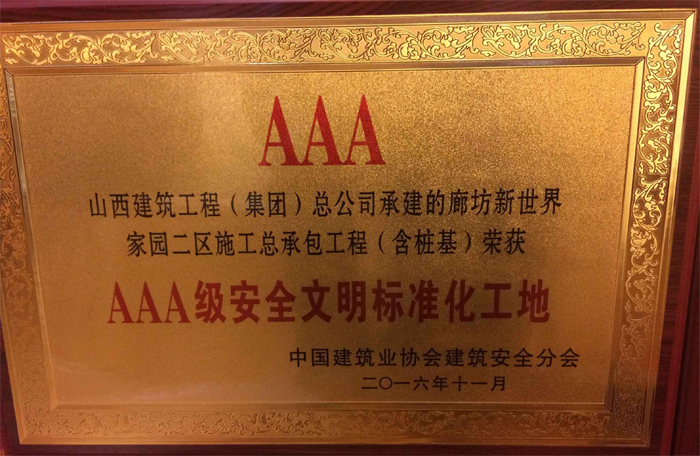 AAA
山西建筑工程（集团）总公司承建的廊坊新世界
家园二区施工总承包工程（含桩基）荣获
AAA级安全文明标准化工地
中国建筑业协会建筑安全分会
二〇一六年十一月